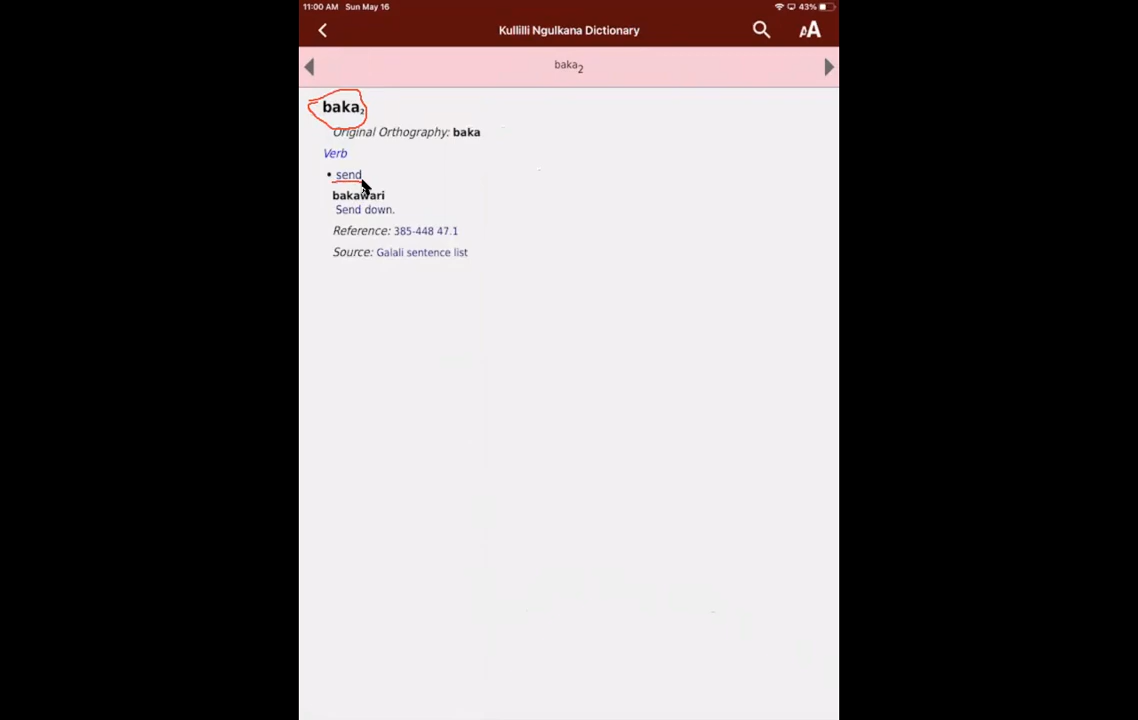 11:00 AM Sun May 16 43%
Kullilli Ngulkana Dictionary AA
baka₂
baka₂
Original Orthography: baka
Verb
• send
bakawari
Send down.
Reference: 385-448 47.1
Source: Galali sentence list